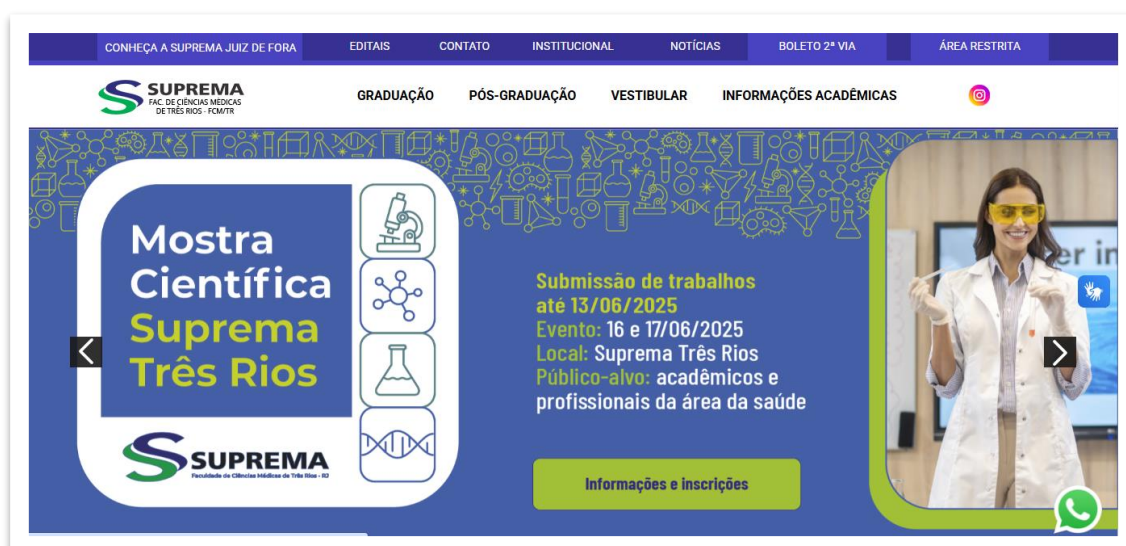 CONHEÇA A SUPREMA JUIZ DE FORA EDITAIS CONTATO INSTITUCIONAL NOTÍCIAS BOLETO 2ª VIA ÁREA RESTRITA
SUPREMA
FAC. DE CIÊNCIAS MÉDICAS
DE TRÊS RIOS - FCM/TR
GRADUAÇÃO PÓS-GRADUAÇÃO VESTIBULAR INFORMAÇÕES ACADÊMICAS
Mostra
Científica
Suprema
Três Rios
SUPREMA
Faculdade de Ciências Médicas de Três Rios - RJ
Submissão de trabalhos
até 13/06/2025
Evento: 16 e 17/06/2025
Local: Suprema Três Rios
Público-alvo: acadêmicos e
profissionais da área da saúde
Informações e inscrições